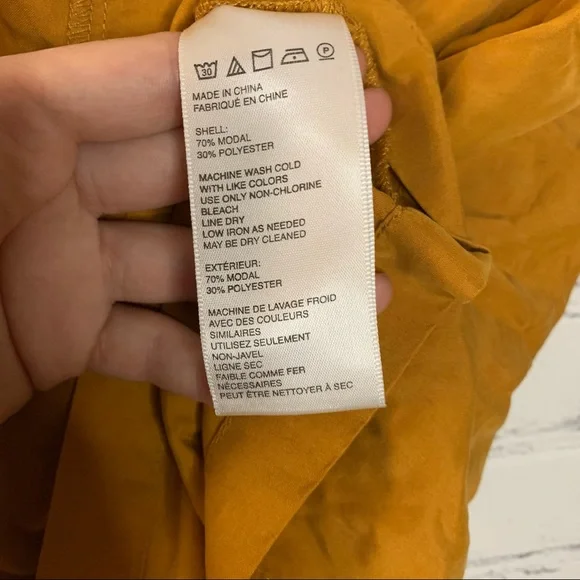 30 P
MADE IN CHINA
FABRIQUÉ EN CHINE
SHELL:
70% MODAL
30% POLYESTER
MACHINE WASH COLD
WITH LIKE COLORS
USE ONLY NON-CHLORINE
BLEACH
LINE DRY
LOW IRON AS NEEDED
MAY BE DRY CLEANED
EXTÉRIEUR:
70% MODAL
30% POLYESTER
MACHINE DE LAVAGE FROID
AVEC DES COULEURS
SIMILAIRES
UTILISEZ SEULEMENT
NON-JAVEL
LIGNE SEC
FAIBLE COMME FER
NÉCESSAIRES
PEUT ÊTRE NETTOYER À SEC